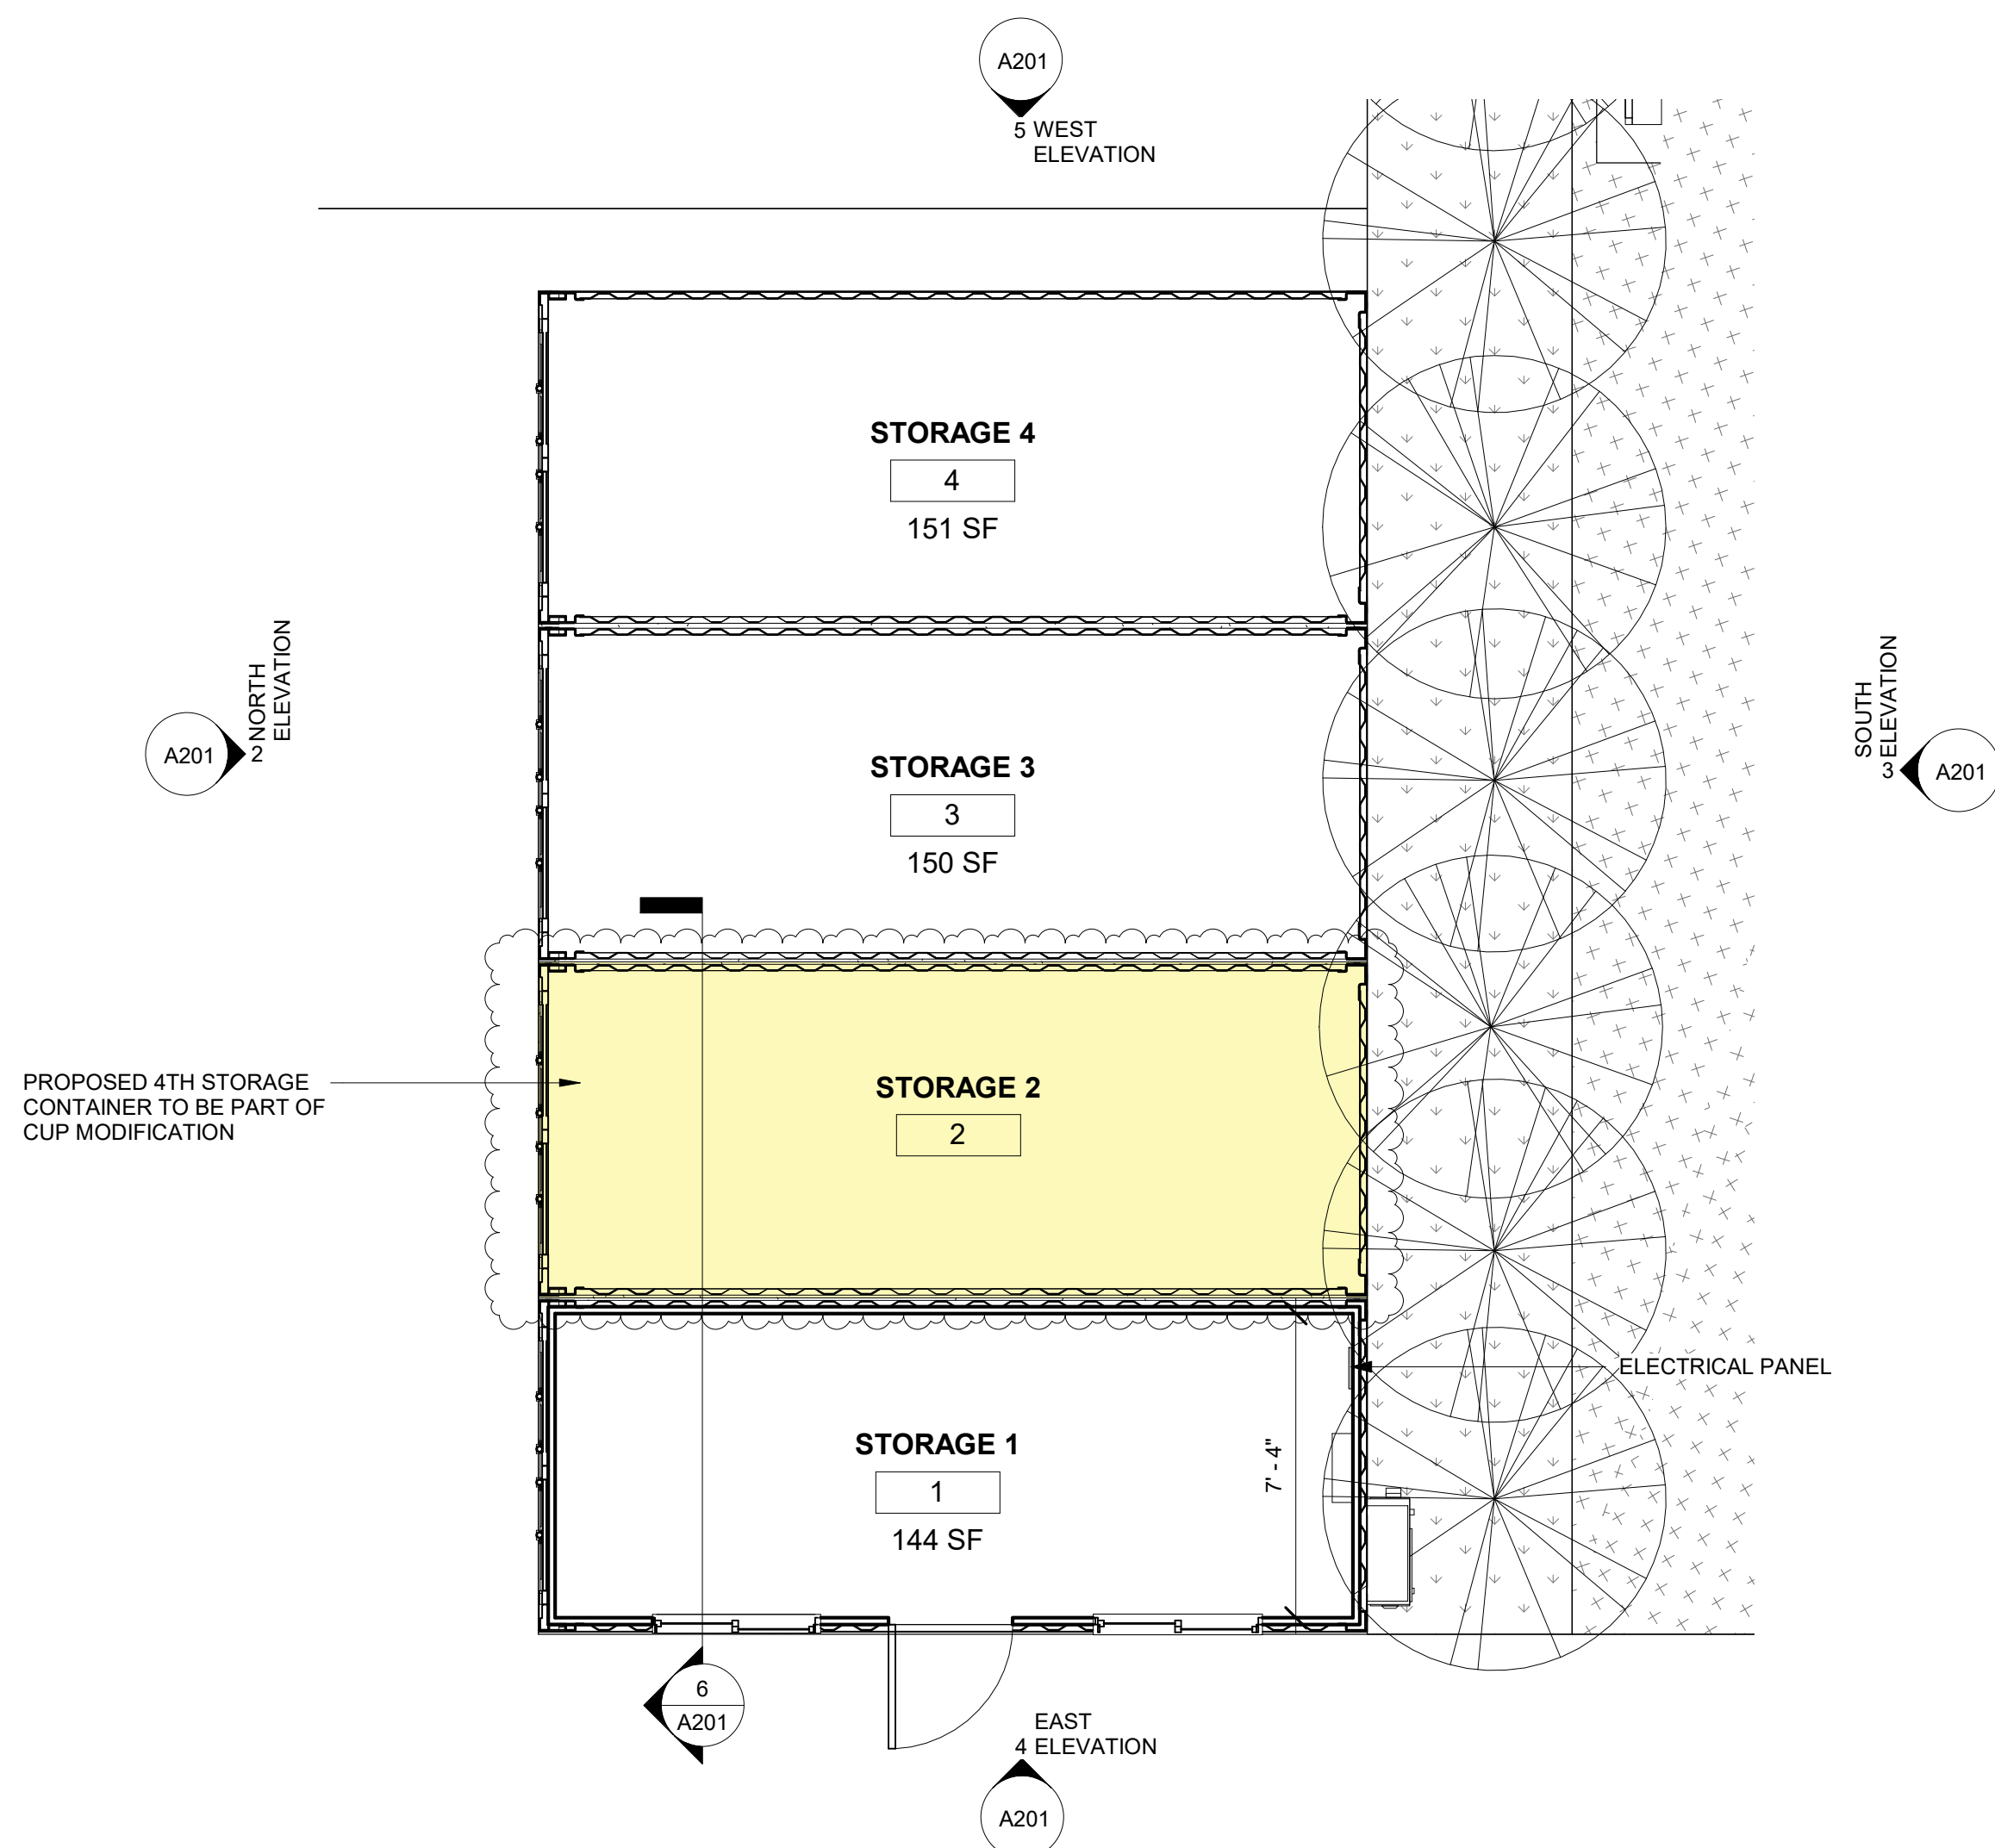 A201
5 WEST
ELEVATION
STORAGE 4
4
151 SF
NORTH
ELEVATION
2
A201
STORAGE 3
3
150 SF
SOUTH
ELEVATION
3
A201
PROPOSED 4TH STORAGE
CONTAINER TO BE PART OF
CUP MODIFICATION
STORAGE 2
2
ELECTRICAL PANEL
STORAGE 1
1
144 SF
7' - 4"
6
A201
EAST
4 ELEVATION
A201